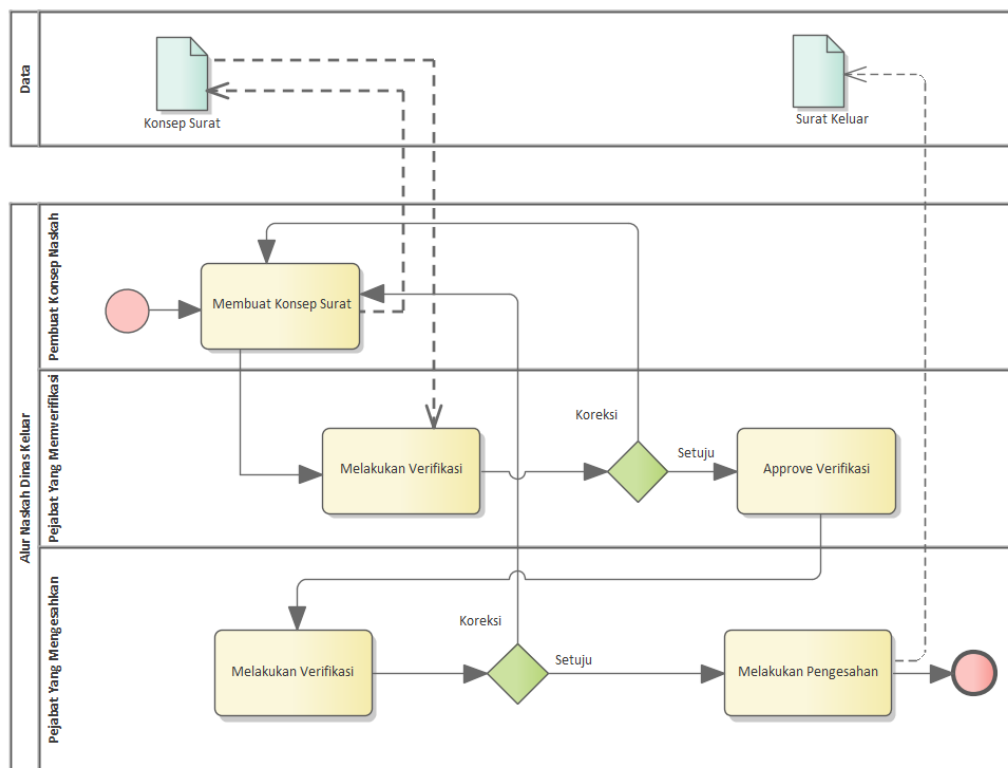 Data
Konsep Surat
Surat Keluar
Alur Naskah Dinas Keluar
Pembuat Konsep Naskah
Membuat Konsep Surat
Pejabat Yang Memverifikasi
Melakukan Verifikasi
Koreksi
Setuju
Approve Verifikasi
Pejabat Yang Mengesahkan
Melakukan Verifikasi
Koreksi
Setuju
Melakukan Pengesahan